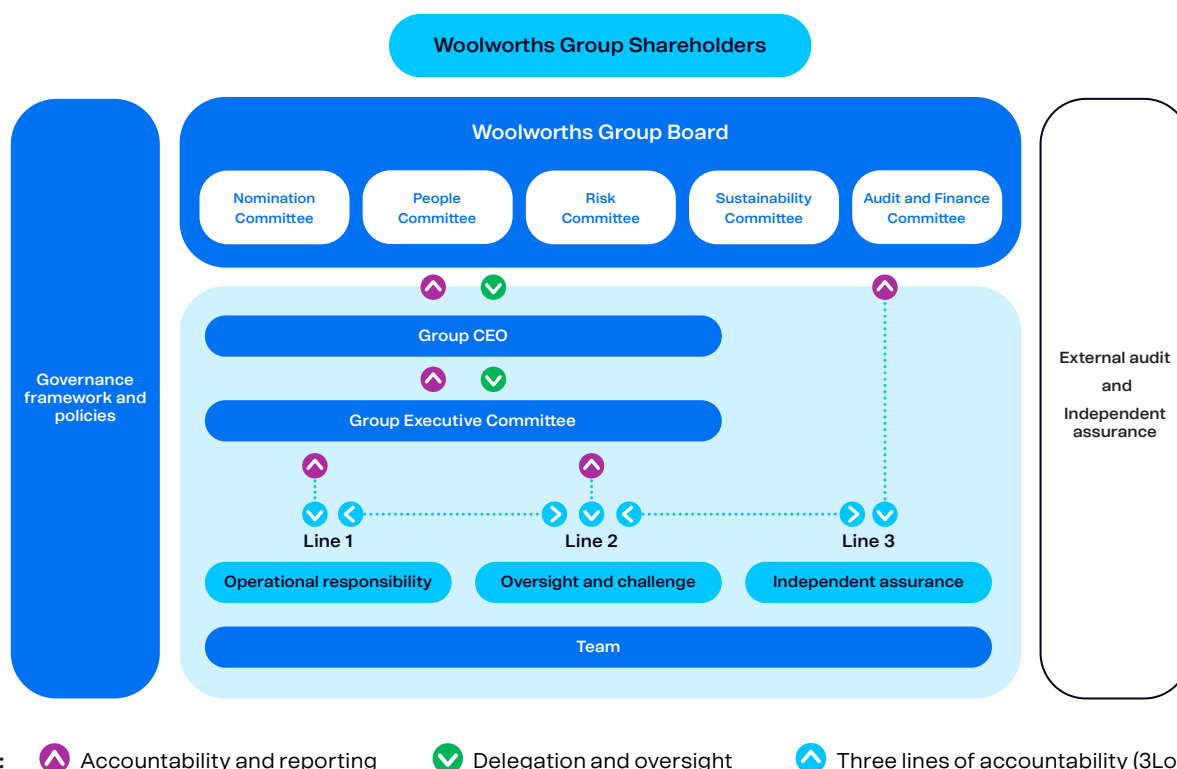 Woolworths Group Shareholders
Woolworths Group Board
Nomination
Committee
People
Committee
Risk
Committee
Sustainability
Committee
Audit and Finance
Committee
Governance
framework and
policies
Group CEO
Group Executive Committee
Line 1
Line 2
Line 3
Operational responsibility
Oversight and challenge
Independent assurance
Team
External audit
and
Independent
assurance
: Accountability and reporting
Delegation and oversight
Three lines of accountability (3Lo